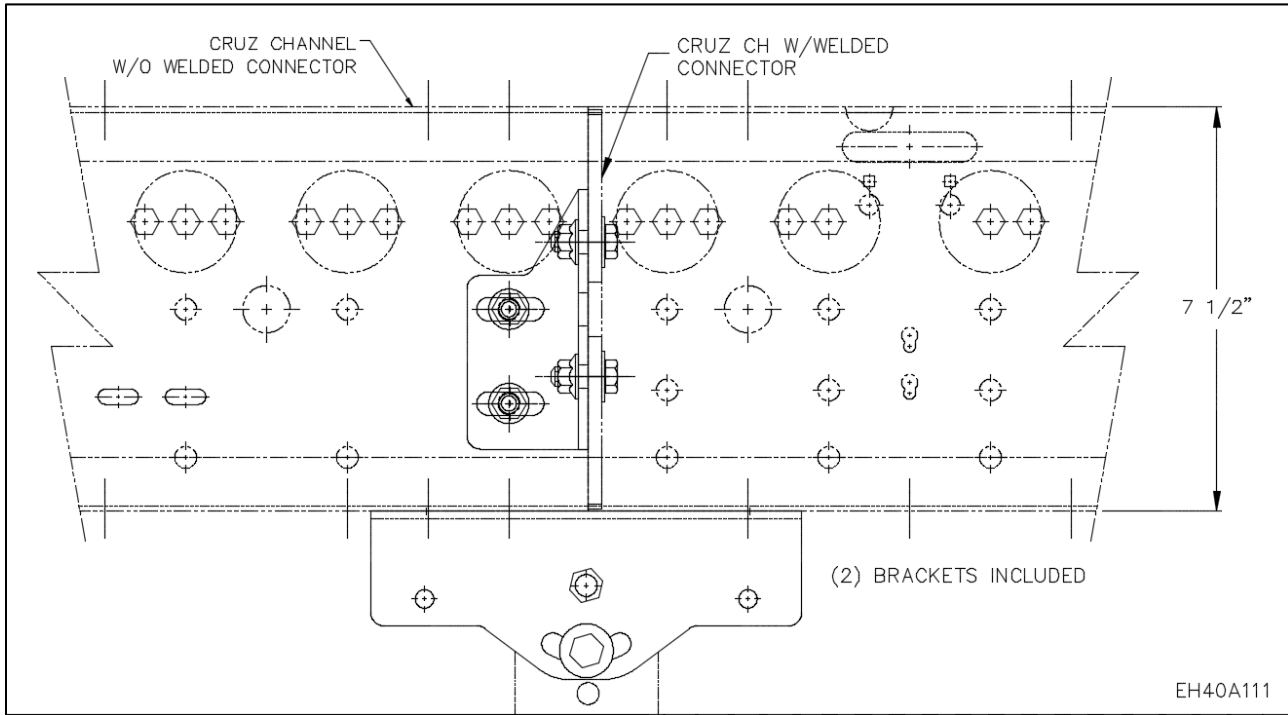 CRUZ CHANNEL
W/O WELDED CONNECTOR
CRUZ CH W/WELDED
CONNECTOR
7 1/2”
(2) BRACKETS INCLUDED
EH40A111